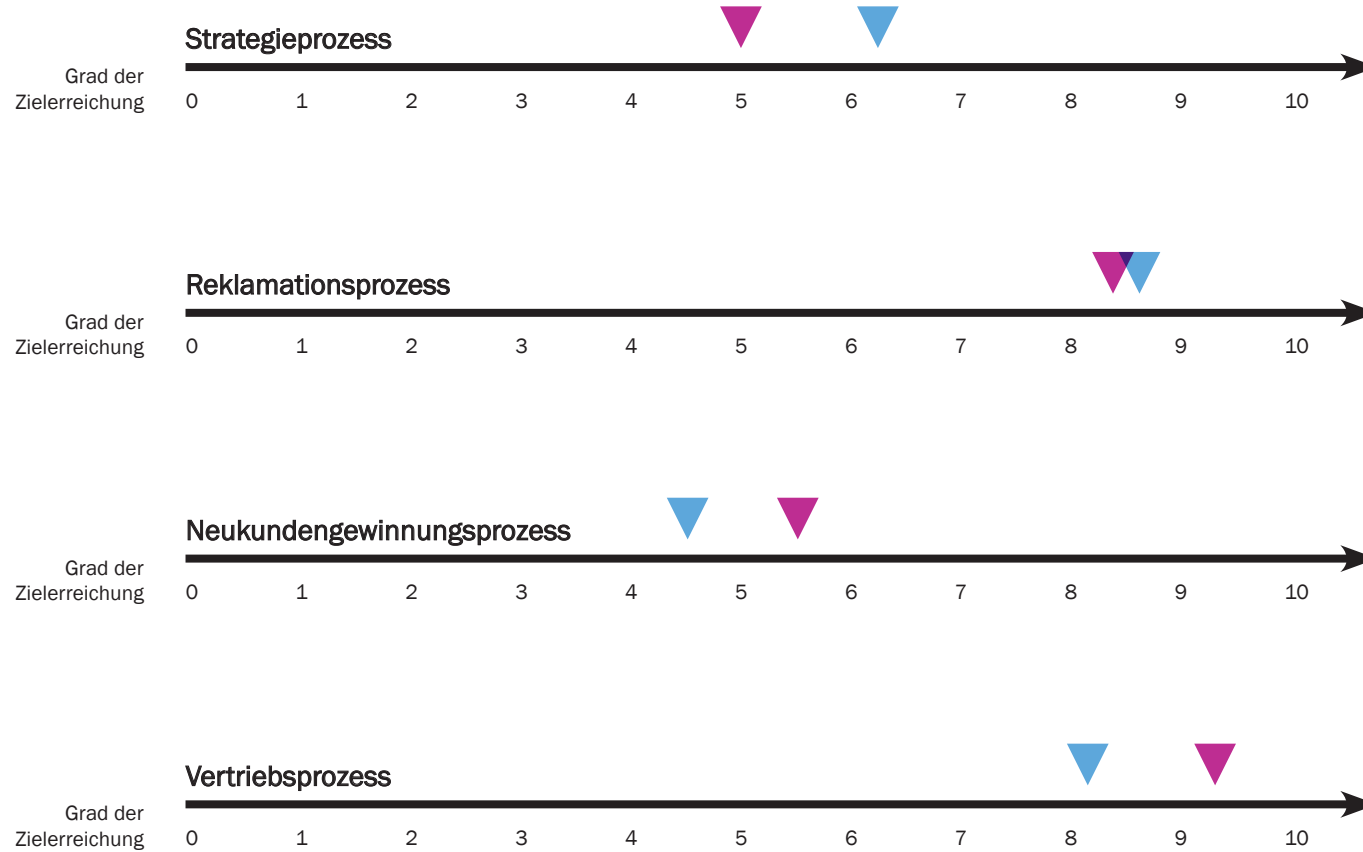 Strategieprozess
Grad der
Zielerreichung
0 1 2 3 4 5 6 7 8 9 10
Reklamationsprozess
Grad der
Zielerreichung
0 1 2 3 4 5 6 7 8 9 10
Neukundengewinnungsprozess
Grad der
Zielerreichung
0 1 2 3 4 5 6 7 8 9 10
Vertriebsprozess
Grad der
Zielerreichung
0 1 2 3 4 5 6 7 8 9 10